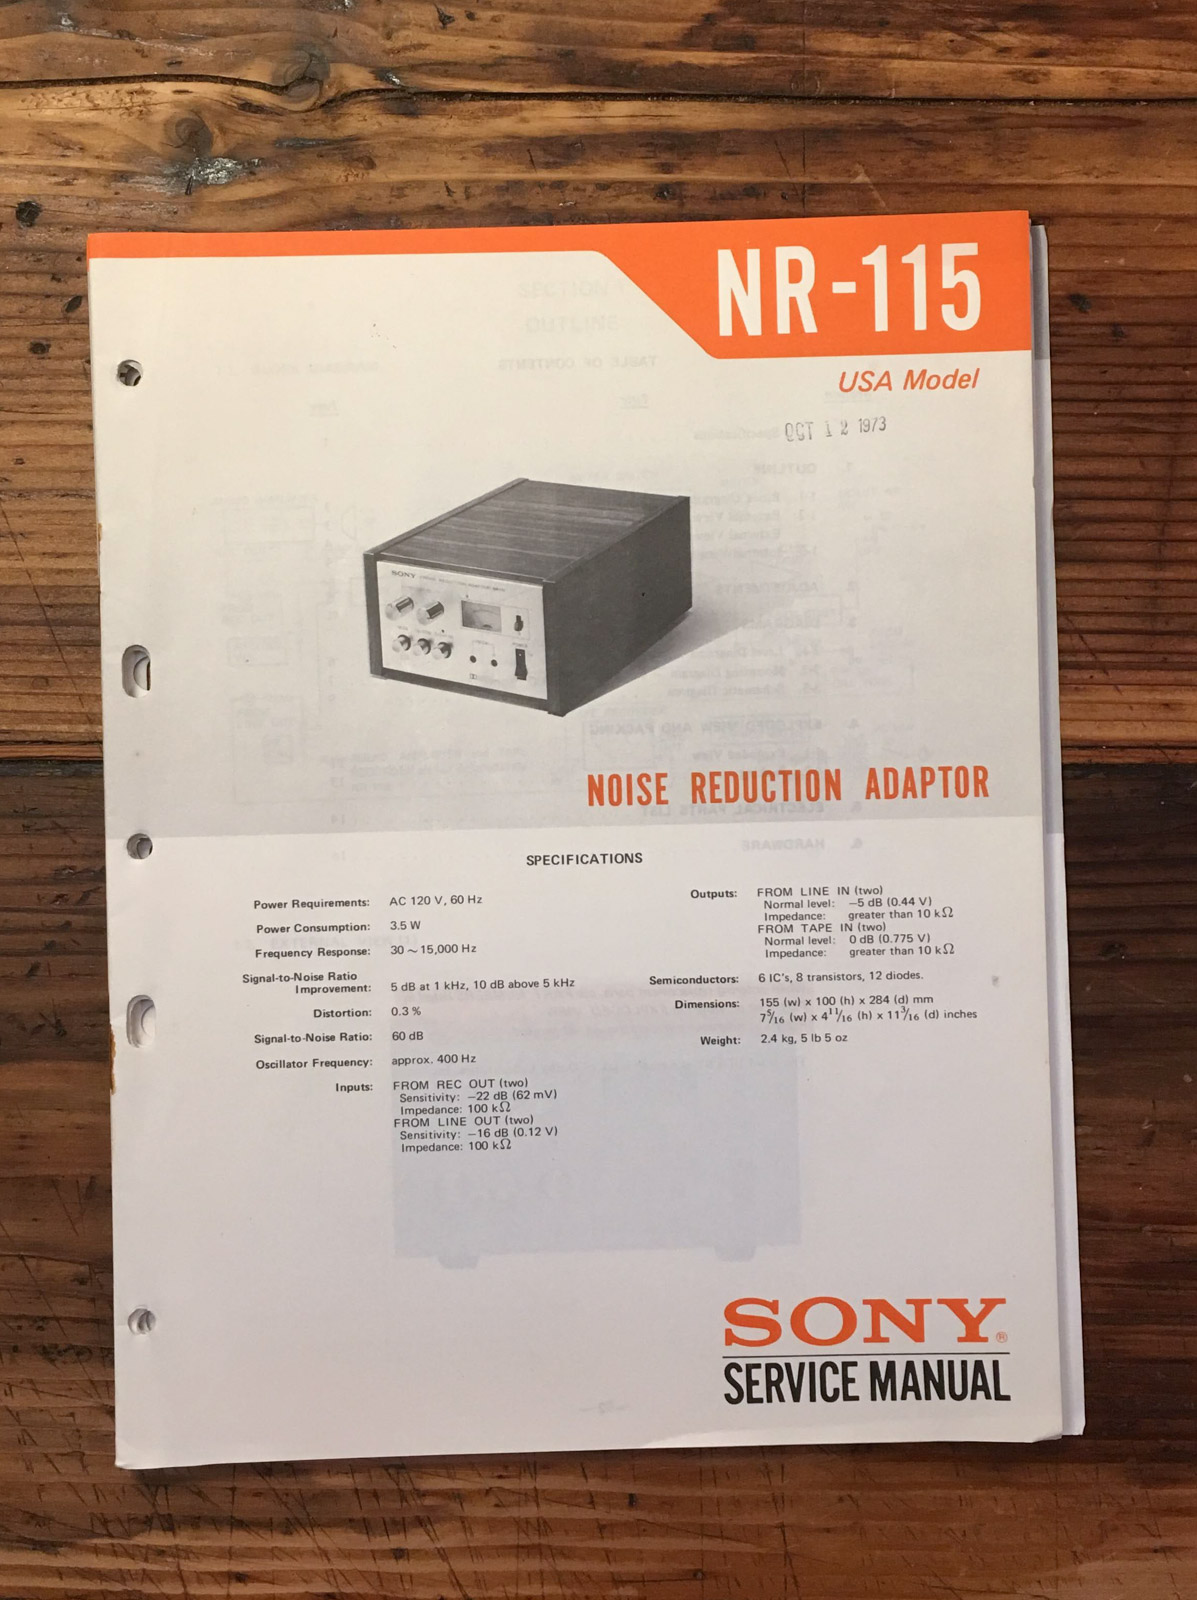 NR-115
USA Model
OCT 12 1973
SONY
NOISE REDUCTION ADAPTOR
SPECIFICATIONS
Power Requirements: AC 120 V, 60 Hz
Power Consumption: 3.5 W
Frequency Response: 30 ~ 15,000 Hz
Signal-to-Noise Ratio
Improvement: 5 dB at 1 kHz, 10 dB above 5 kHz
Distortion: 0.3 %
Signal-to-Noise Ratio: 60 dB
Oscillator Frequency: approx. 400 Hz
Inputs: FROM REC OUT (two)
Sensitivity: −22 dB (62 mV)
Impedance: 100 kΩ
FROM LINE OUT (two)
Sensitivity: −16 dB (0.12 V)
Impedance: 100 kΩ
Outputs: FROM LINE IN (two)
Normal level: −5 dB (0.44 V)
Impedance: greater than 10 kΩ
FROM TAPE IN (two)
Normal level: 0 dB (0.775 V)
Impedance: greater than 10 kΩ
Semiconductors: 6 IC's, 8 transistors, 12 diodes.
Dimensions: 155 (w) x 100 (h) x 284 (d) mm
7 5/16 (w) x 4 11/16 (h) x 11 3/16 (d) inches
Weight: 2.4 kg, 5 lb 5 oz
SONY®
SERVICE MANUAL